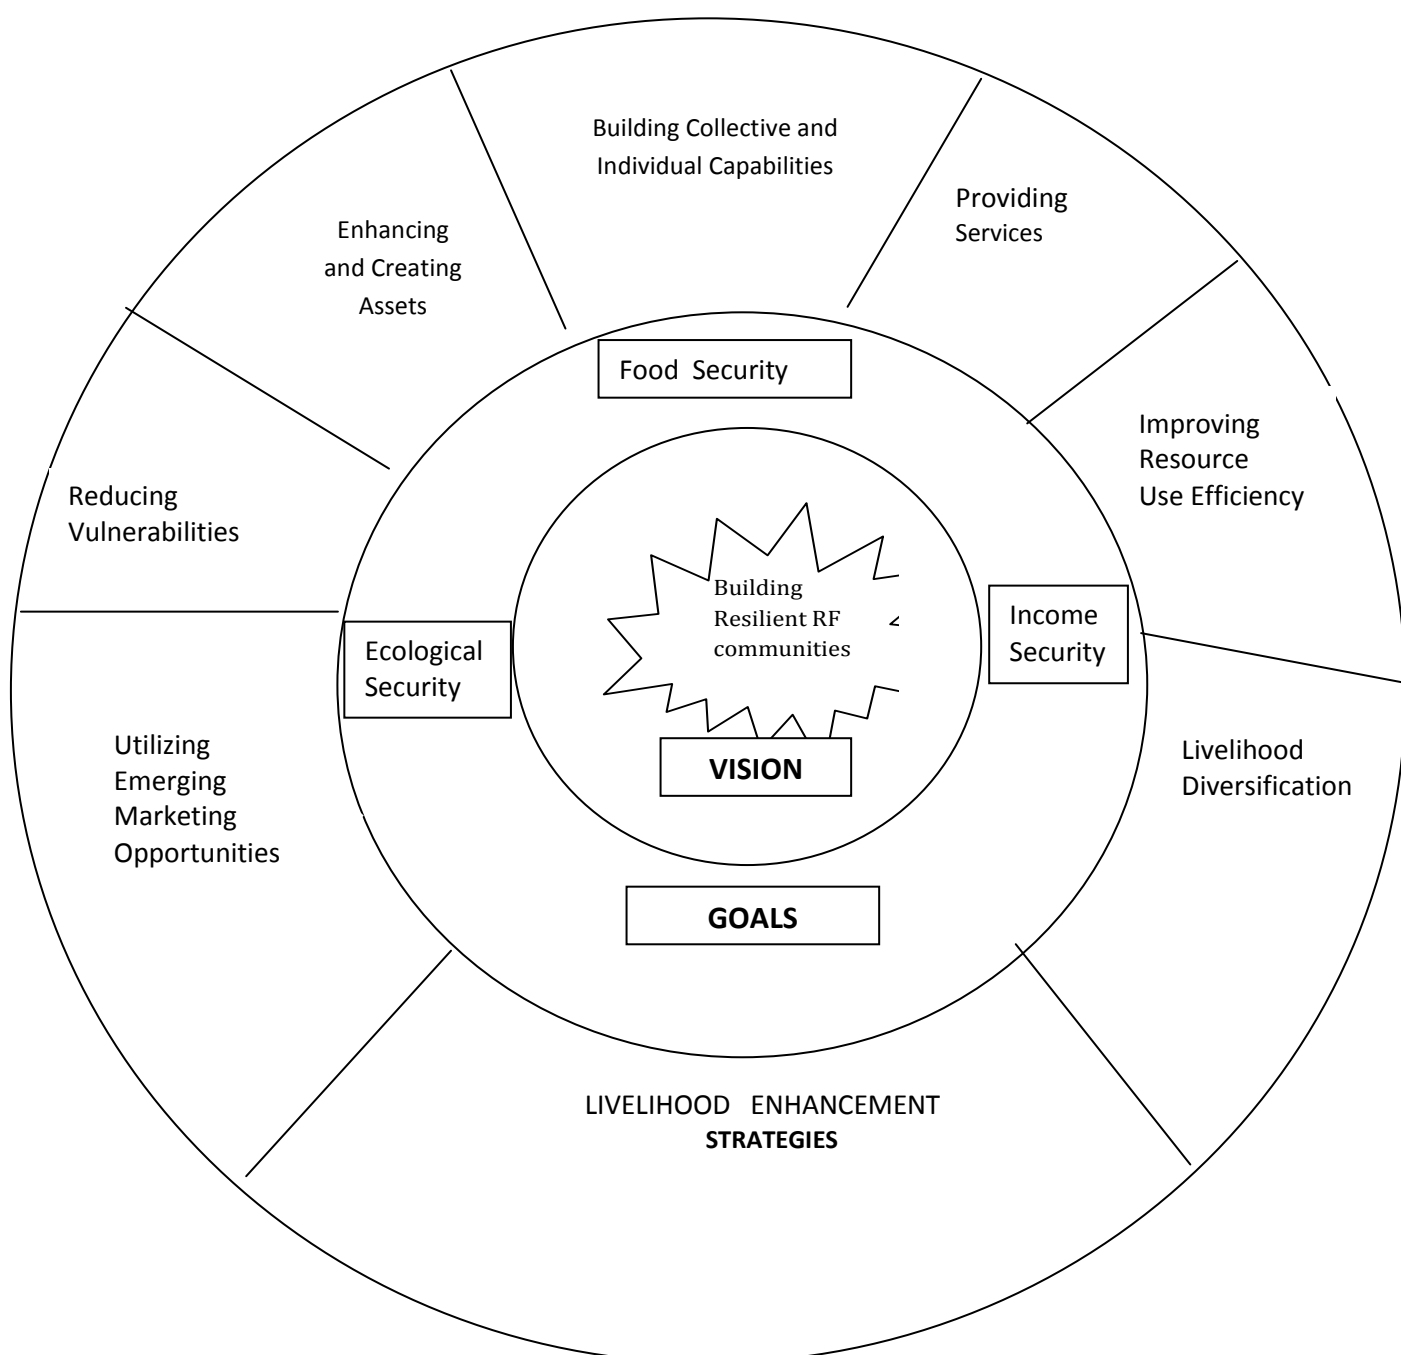 Building Collective and
Individual Capabilities
Providing
Services
Enhancing
and Creating
Assets
Food Security
Improving
Resource
Use Efficiency
Reducing
Vulnerabilities
Building
Resilient RF
communities
Income
Security
Ecological
Security
VISION
Utilizing
Emerging
Marketing
Opportunities
Livelihood
Diversification
GOALS
LIVELIHOOD ENHANCEMENT
STRATEGIES